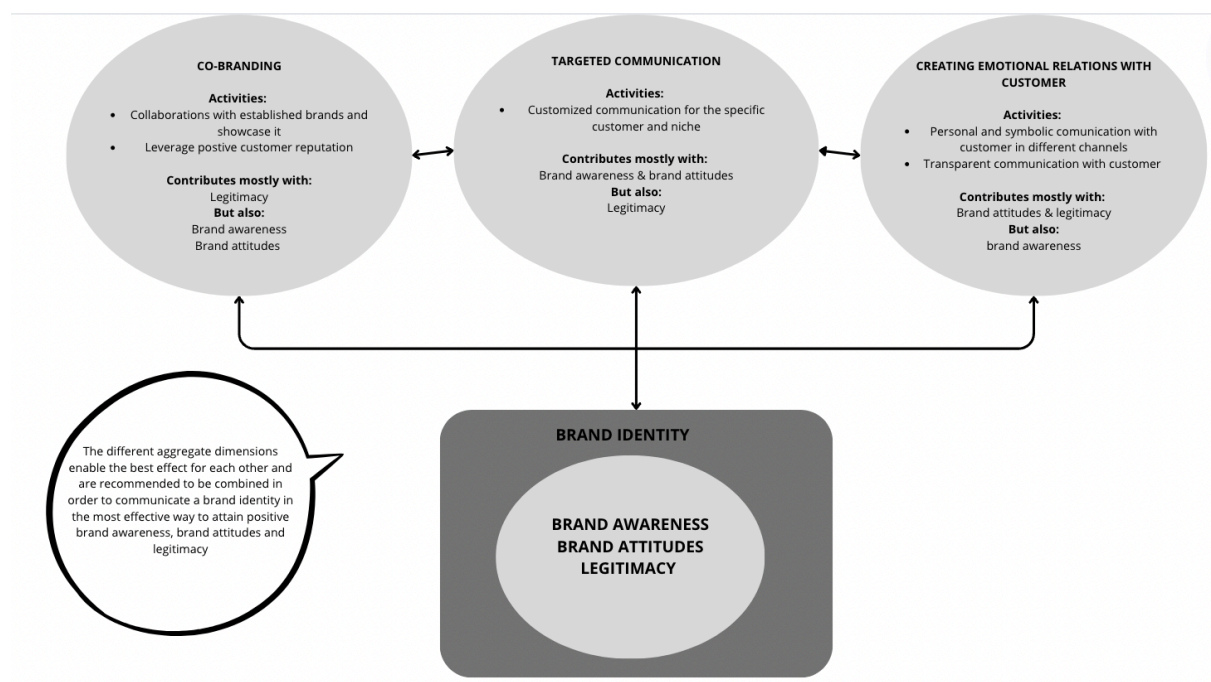 CO-BRANDING
Activities:
• Collaborations with established brands and
showcase it
• Leverage postive customer reputation
Contributes mostly with:
Legitimacy
But also:
Brand awareness
Brand attitudes
TARGETED COMMUNICATION
Activities:
• Customized communication for the specific
customer and niche
Contributes mostly with:
Brand awareness & brand attitudes
But also:
Legitimacy
CREATING EMOTIONAL RELATIONS WITH
CUSTOMER
Activities:
• Personal and symbolic comunication with
customer in different channels
• Transparent communication with customer
Contributes mostly with:
Brand attitudes & legitimacy
But also:
brand awareness
The different aggregate dimensions
enable the best effect for each other and
are recommended to be combined in
order to communicate a brand identity in
the most effective way to attain positive
brand awareness, brand attitudes and
legitimacy
BRAND IDENTITY
BRAND AWARENESS
BRAND ATTITUDES
LEGITIMACY